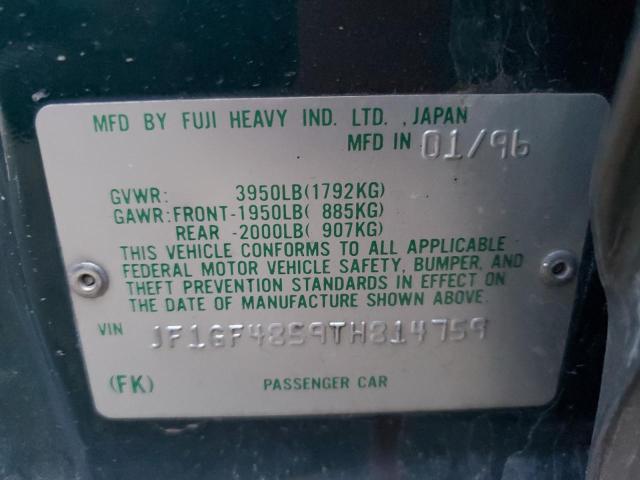 MFD BY FUJI HEAVY IND. LTD. , JAPAN
MFD IN 01/96
GVWR: 3950LB(1792KG)
GAWR:FRONT-1950LB( 885KG)
REAR -2000LB( 907KG)
THIS VEHICLE CONFORMS TO ALL APPLICABLE
FEDERAL MOTOR VEHICLE SAFETY, BUMPER, AND
THEFT PREVENTION STANDARDS IN EFFECT ON
THE DATE OF MANUFACTURE SHOWN ABOVE.
VIN JF1GF4859TH814759
(FK) PASSENGER CAR